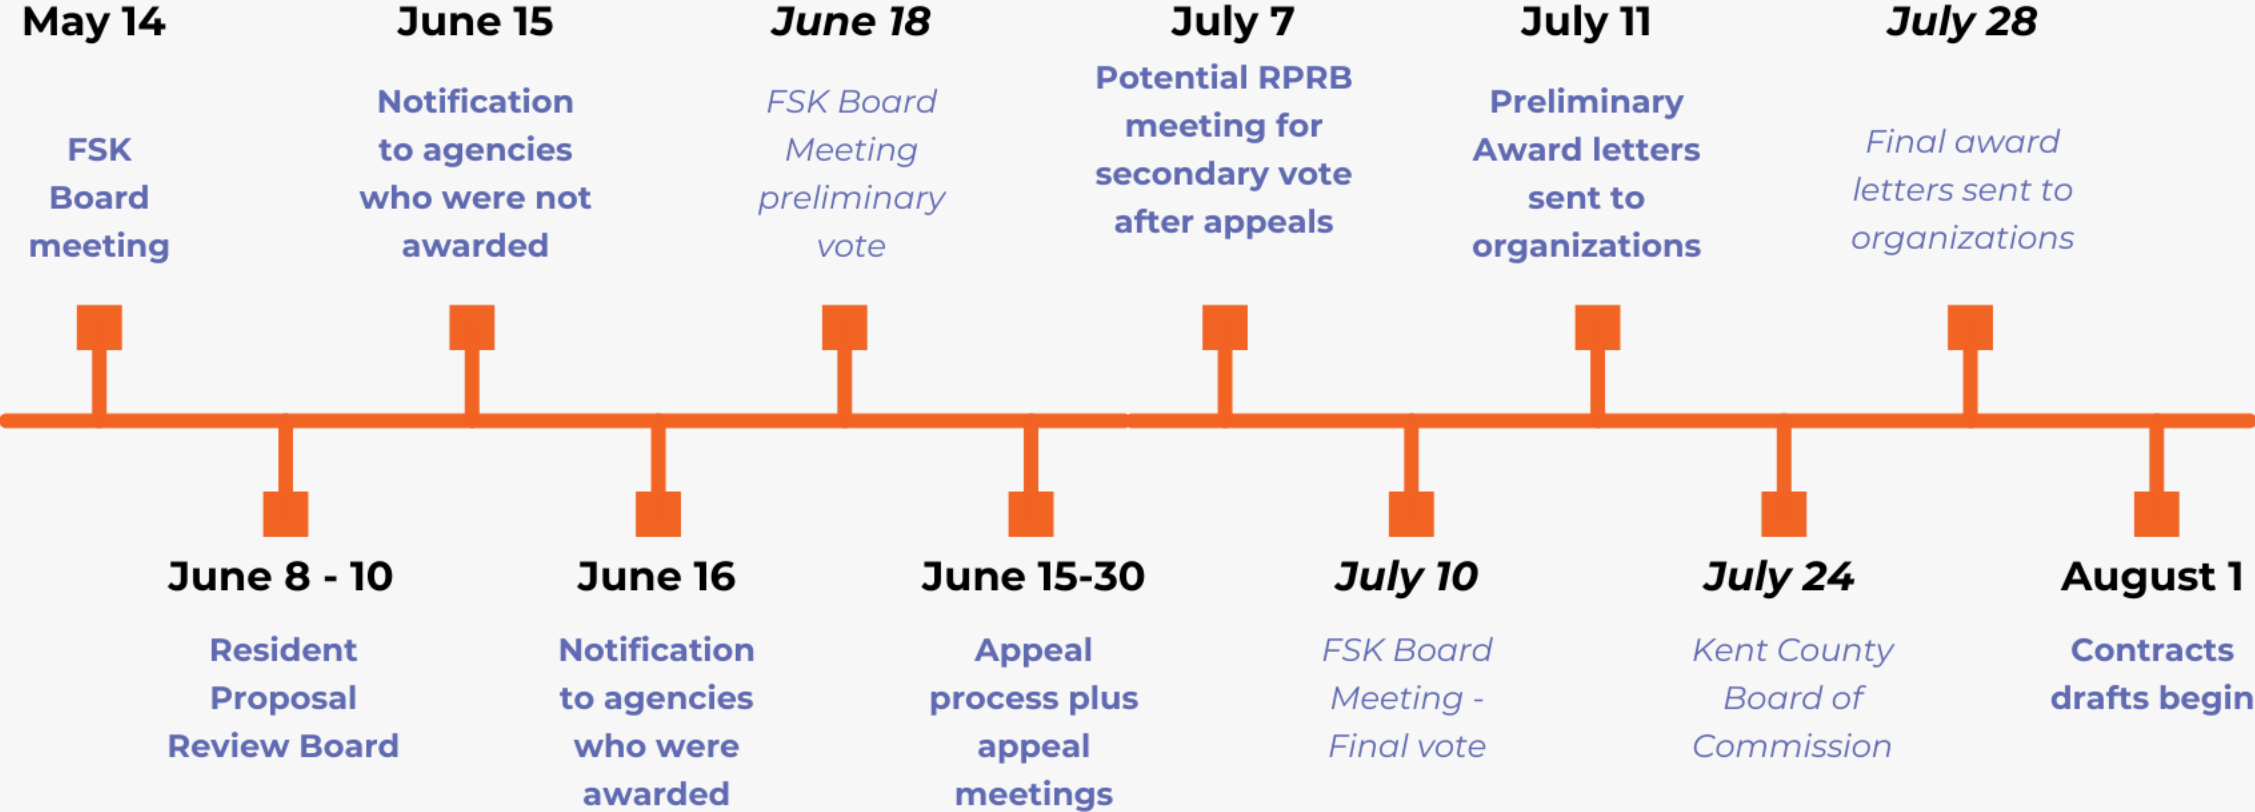 May 14
FSK
Board
meeting
June 8 - 10
Resident
Proposal
Review Board
June 15
Notification
to agencies
who were not
awarded
June 16
Notification
to agencies
who were
awarded
June 18
FSK Board
Meeting
preliminary
vote
June 15-30
Appeal
process plus
appeal
meetings
July 7
Potential RPRB
meeting for
secondary vote
after appeals
July 10
FSK Board
Meeting -
Final vote
July 11
Preliminary
Award letters
sent to
organizations
July 24
Kent County
Board of
Commission
July 28
Final award
letters sent to
organizations
August 1
Contracts
drafts begin